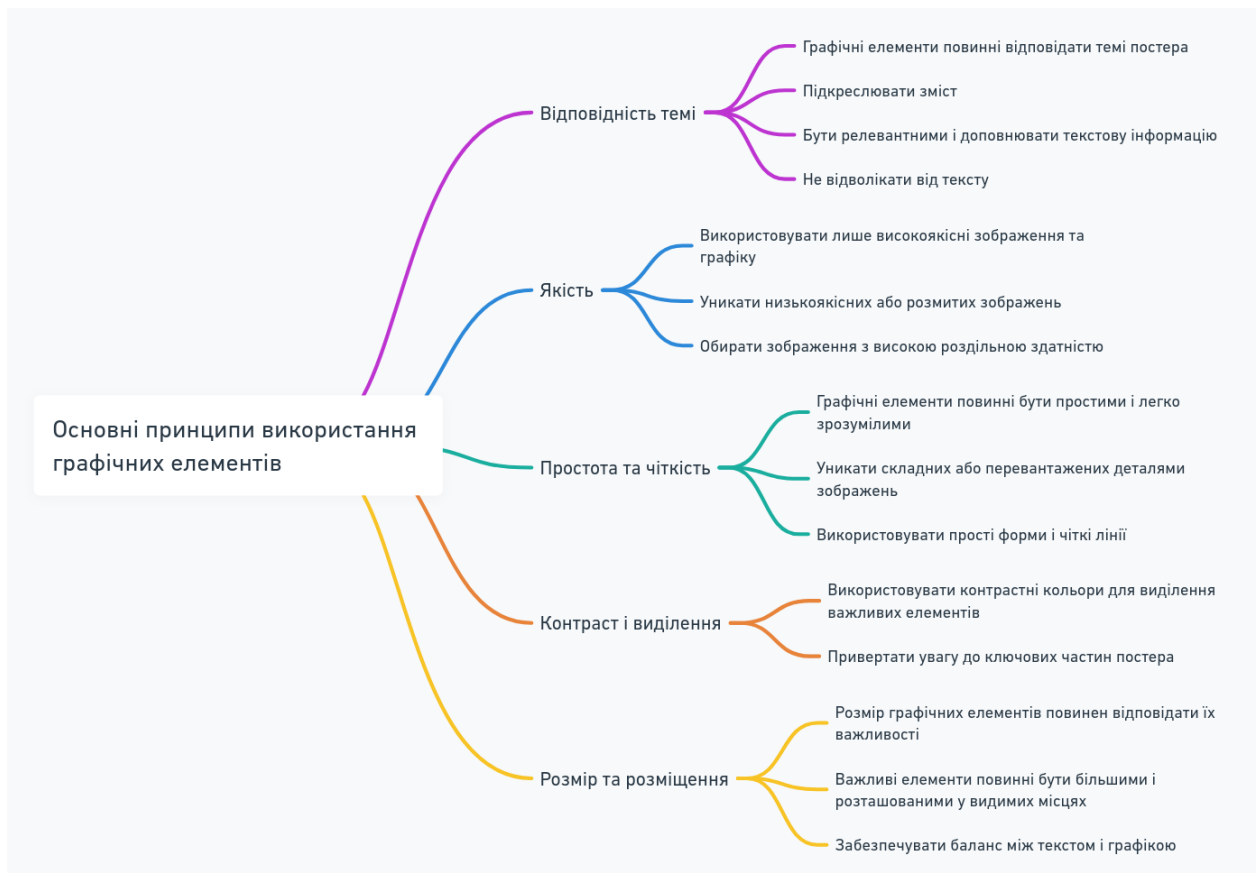 Основні принципи використання
графічних елементів
Відповідність темі
Графічні елементи повинні відповідати темі постера
Підкреслювати зміст
Бути релевантними і доповнювати текстову інформацію
Не відволікати від тексту
Якість
Використовувати лише високоякісні зображення та
графіку
Уникати низькоякісних або розмитих зображень
Обирати зображення з високою роздільною здатністю
Простота та чіткість
Графічні елементи повинні бути простими і легко
зрозумілими
Уникати складних або перевантажених деталями
зображень
Використовувати прості форми і чіткі лінії
Контраст і виділення
Використовувати контрастні кольори для виділення
важливих елементів
Привертати увагу до ключових частин постера
Розмір та розміщення
Розмір графічних елементів повинен відповідати їх
важливості
Важливі елементи повинні бути більшими і
розташованими у видимих місцях
Забезпечувати баланс між текстом і графікою